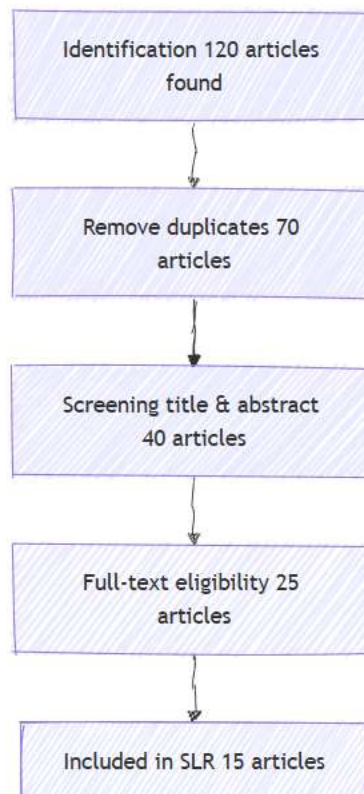 Identification 120 articles
found
Remove duplicates 70
articles
Screening title & abstract
40 articles
Full-text eligibility 25
articles
Included in SLR 15 articles